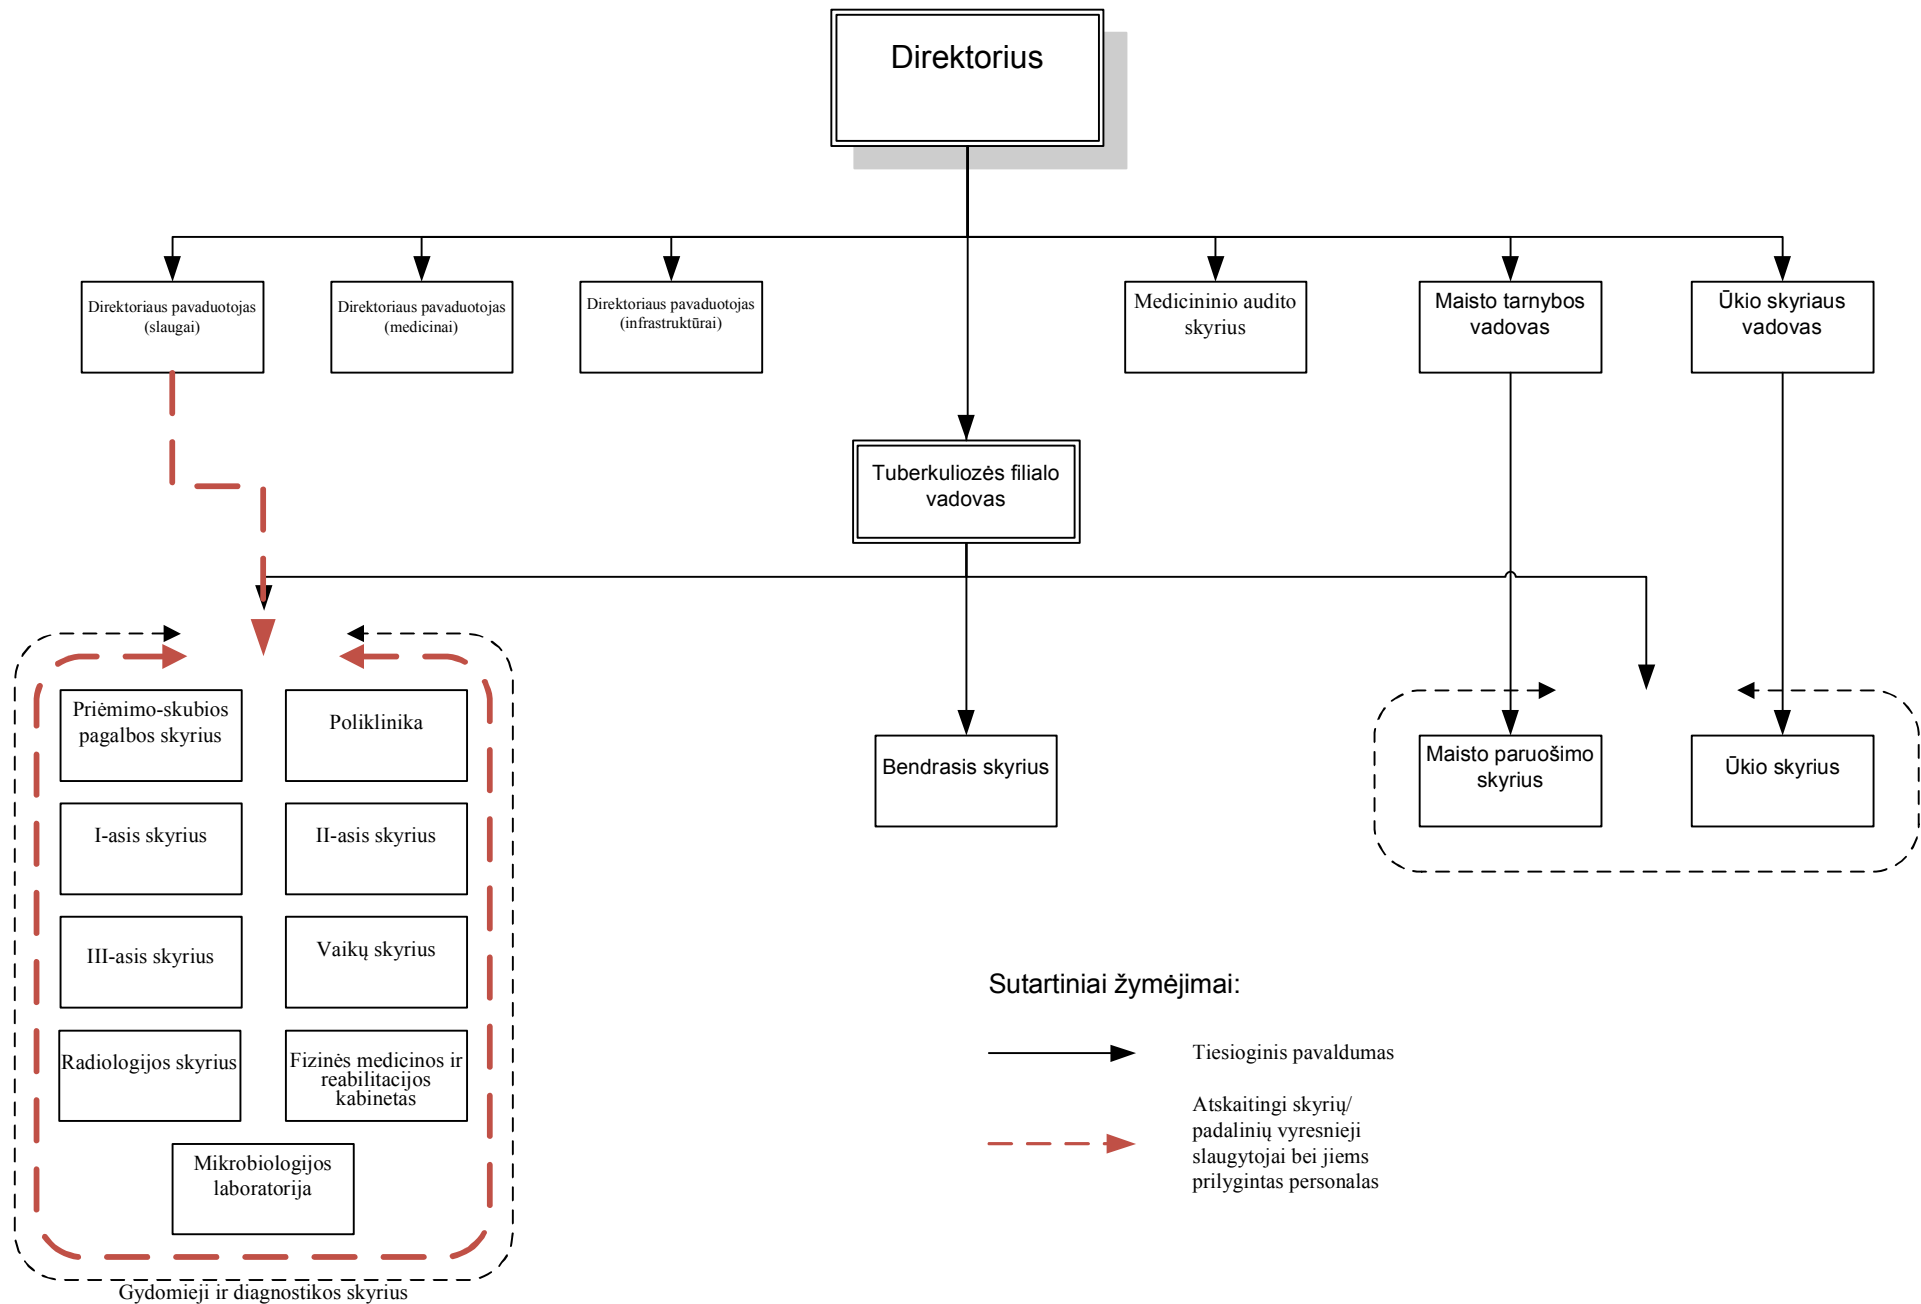 Direktorius
Direktoriaus pavaduotojas
(slaugai)
Direktoriaus pavaduotojas
(medicinai)
Direktoriaus pavaduotojas
(infrastruktūrai)
Medicininio audito
skyrius
Maisto tarnybos
vadovas
Ūkio skyriaus
vadovas
Tuberkuliozės filialo
vadovas
Priėmimo-skubios
pagalbos skyrius
Poliklinika
I-asis skyrius
II-asis skyrius
III-asis skyrius
Vaikų skyrius
Radiologijos skyrius
Fizinės medicinos ir
reabilitacijos
kabinetas
Mikrobiologijos
laboratorija
Gydomieji ir diagnostikos skyrius
Bendrasis skyrius
Maisto paruošimo
skyrius
Ūkio skyrius
Sutartiniai žymėjimai:
Tiesioginis pavaldumas
Atskaitingi skyrių/
padalinių vyresnieji
slaugytojai bei jiems
prilygintas personalas